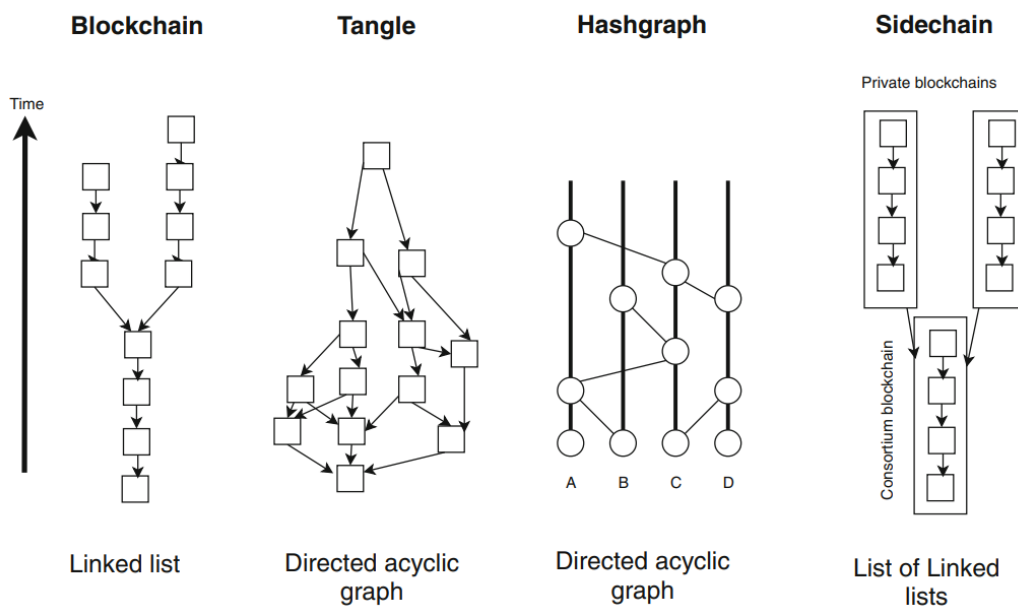 Blockchain
Tangle
Hashgraph
Sidechain
Time
Private blockchains
Consortium blockchain
A
B
C
D
Linked list
Directed acyclic
graph
Directed acyclic
graph
List of Linked
lists